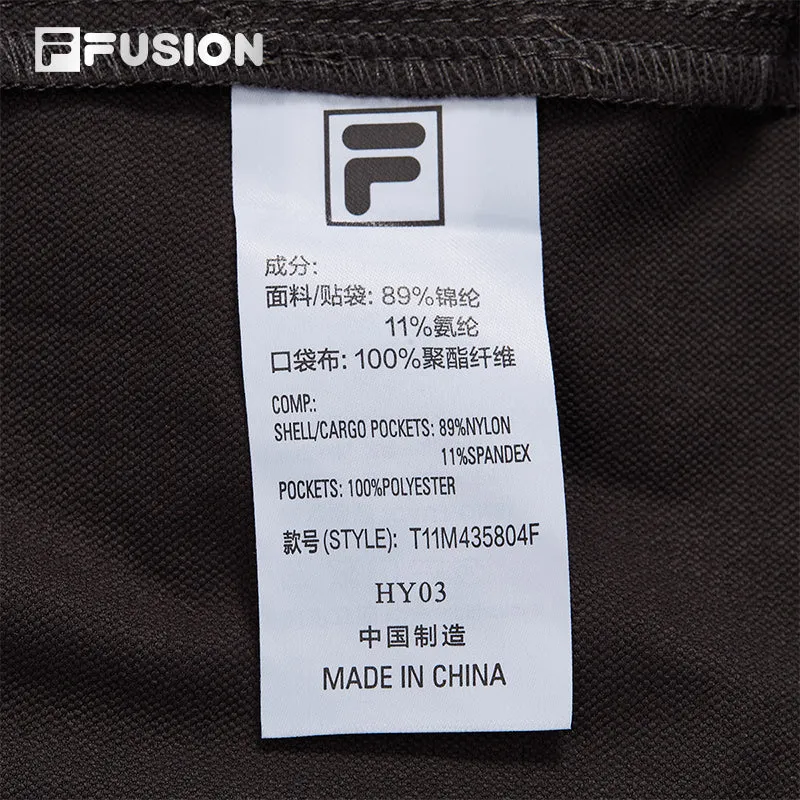 FUSION
F
成分:
面料/贴袋: 89%锦纶
11%氨纶
口袋布: 100%聚酯纤维
COMP.:
SHELL/CARGO POCKETS: 89%NYLON
11%SPANDEX
POCKETS: 100%POLYESTER
款号(STYLE): T11M435804F
HY03
中国制造
MADE IN CHINA